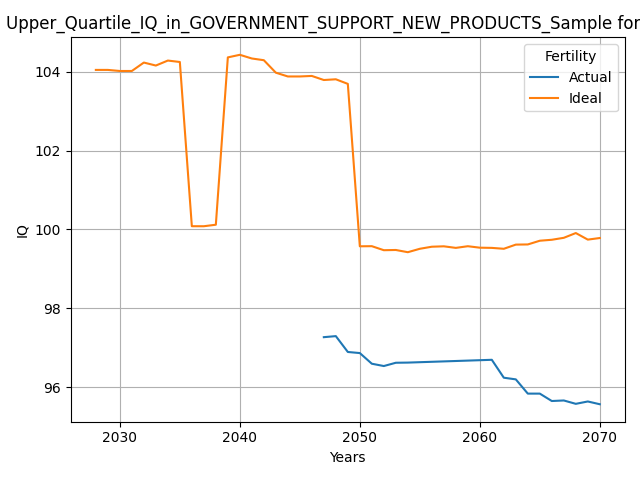 Upper_Quartile_IQ_in_GOVERNMENT_SUPPORT_NEW_PRODUCTS_Sample for
Fertility
Actual
Ideal
104
102
100
98
96
IQ
2030 2040 2050 2060 2070
Years